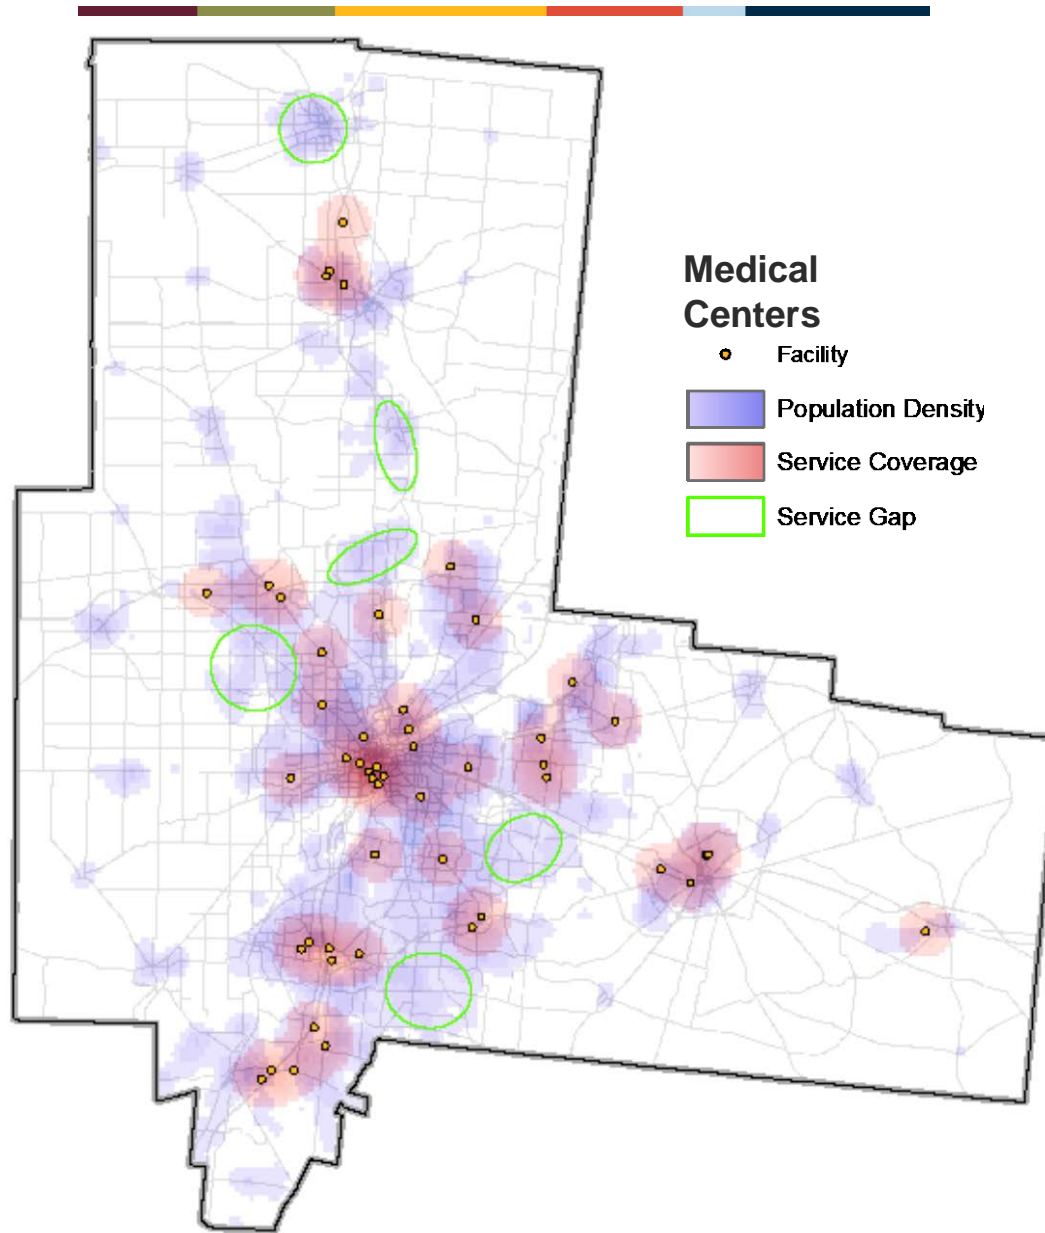 Medical
Centers
Facility
Population Density
Service Coverage
Service Gap